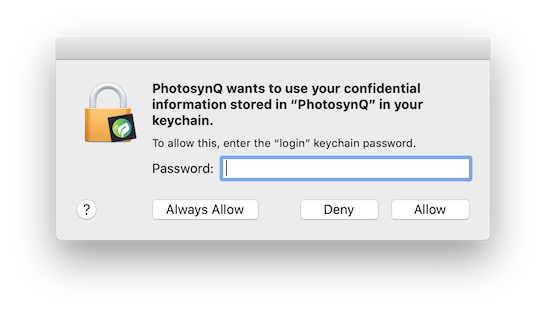 PhotosynQ wants to use your confidential
information stored in “PhotosynQ” in your
keychain.
To allow this, enter the “login” keychain password.
Password:
?
Always Allow
Deny
Allow